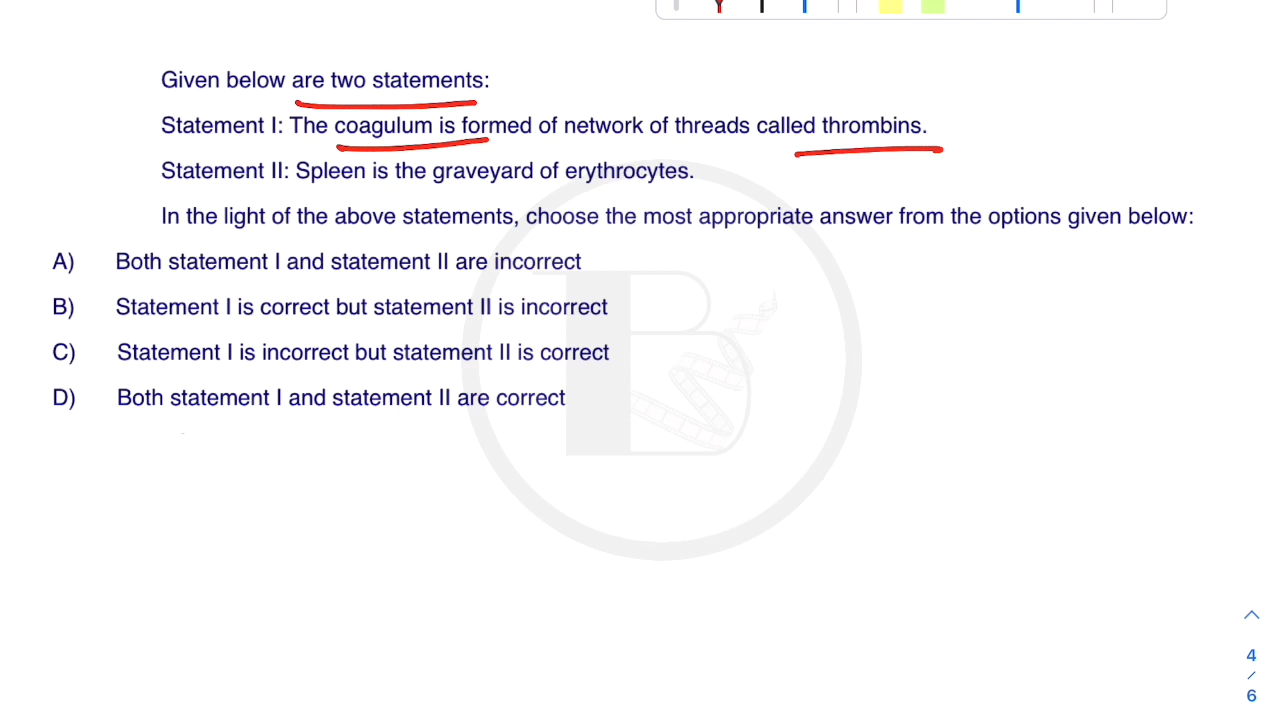 Given below are two statements:
Statement I: The coagulum is formed of network of threads called thrombins.
Statement II: Spleen is the graveyard of erythrocytes.
In the light of the above statements, choose the most appropriate answer from the options given below:
A) Both statement I and statement II are incorrect
B) Statement I is correct but statement II is incorrect
C) Statement I is incorrect but statement II is correct
D) Both statement I and statement II are correct
4
/
6